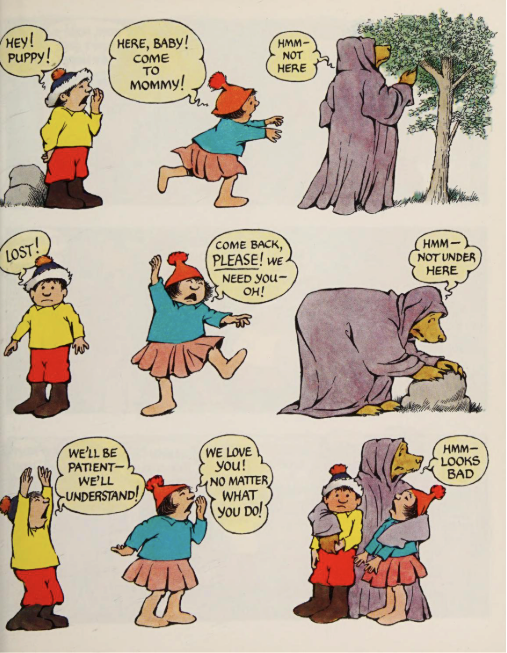 HEY!
PUPPY!
HERE, BABY!
COME
TO
MOMMY!
HMM—
NOT
HERE
LOST!
COME BACK,
PLEASE! WE
NEED YOU—
OH!
HMM—
NOT UNDER
HERE
WE'LL BE
PATIENT—
WE'LL
UNDERSTAND!
WE LOVE
YOU!
NO MATTER
WHAT
YOU DO!
HMM—
LOOKS
BAD